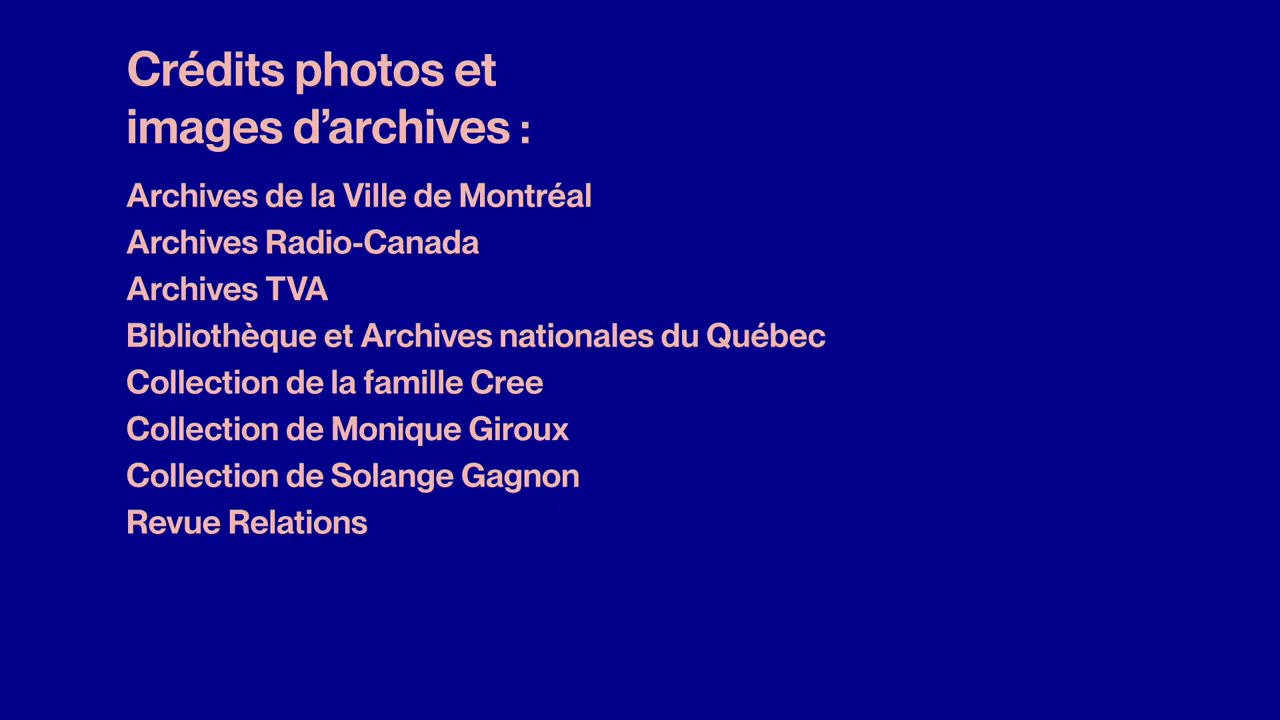 Crédits photos et
images d’archives :
Archives de la Ville de Montréal
Archives Radio-Canada
Archives TVA
Bibliothèque et Archives nationales du Québec
Collection de la famille Cree
Collection de Monique Giroux
Collection de Solange Gagnon
Revue Relations